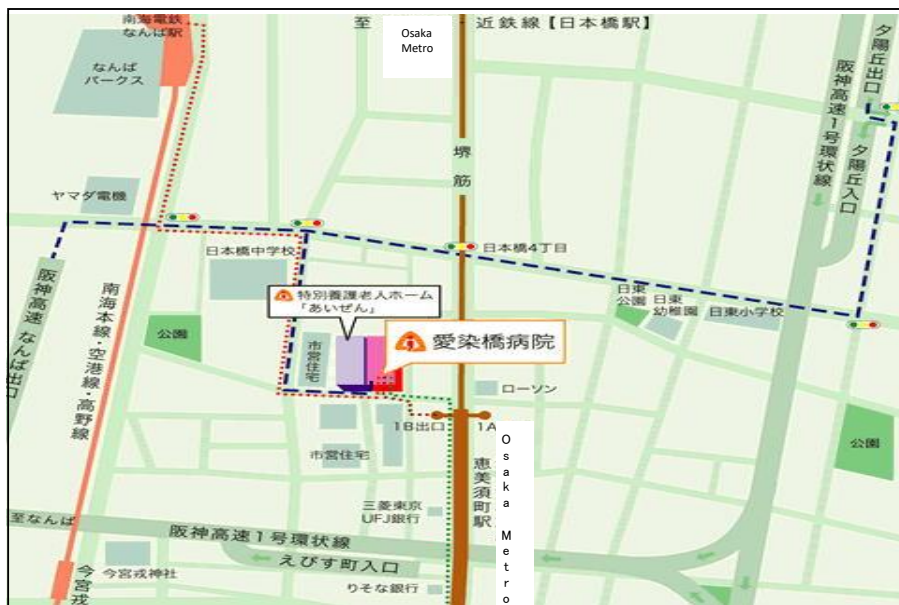 南海電鉄
なんば駅
至
Osaka
Metro
近鉄線【日本橋駅】
なんば
パークス
夕陽丘出口
阪神高速1号環状線
夕陽丘入口
堺筋
ヤマダ電機
日本橋中学校
日本橋4丁目
特別養護老人ホーム
「あいぜん」
愛染橋病院
日東
公園
日東
幼稚園
日東小学校
阪神高速 なんば出口
南海本線・空港線・高野線
公園
市営住宅
ローソン
1B出口
1A
市営住宅
恵美須町駅
Osaka Metro
公園
三菱東京
UFJ銀行
至なんば
阪神高速1号環状線
えびす町入口
今宮戎神社
今宮戎
りそな銀行